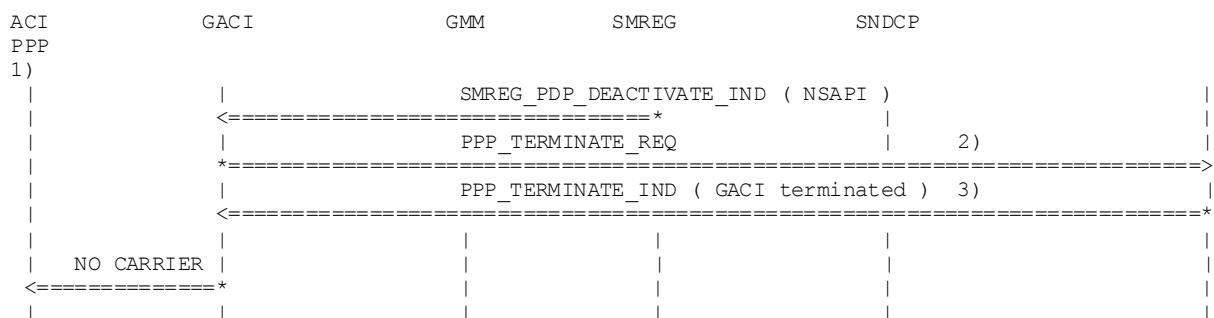 ACI GACI GMM SMREG SNDCP
PPP
1)
| | SMREG_PDP_DEACTIVATE_IND ( NSAPI ) |
| <=================================* | |
| | PPP_TERMINATE_REQ | 2) |
| *============================================================================>
| | PPP_TERMINATE_IND ( GACI terminated ) 3) |
| <============================================================================*
| | | | | |
| NO CARRIER | | | | |
<==============* | | | |
| | | | | |